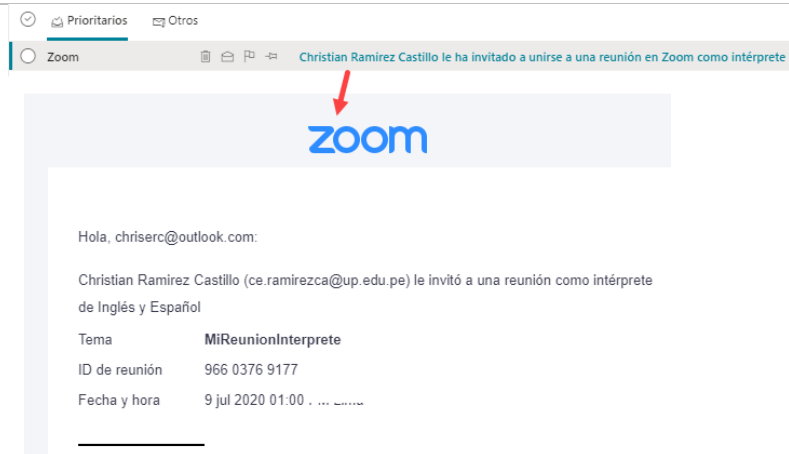 Prioritarios Otros
Zoom Christian Ramirez Castillo le ha invitado a unirse a una reunión en Zoom como intérprete
zoom
Hola, chriserc@outlook.com:
Christian Ramirez Castillo (ce.ramirezca@up.edu.pe) le invitó a una reunión como intérprete
de Inglés y Español
Tema MiReunionInterprete
ID de reunión 966 0376 9177
Fecha y hora 9 jul 2020 01:00